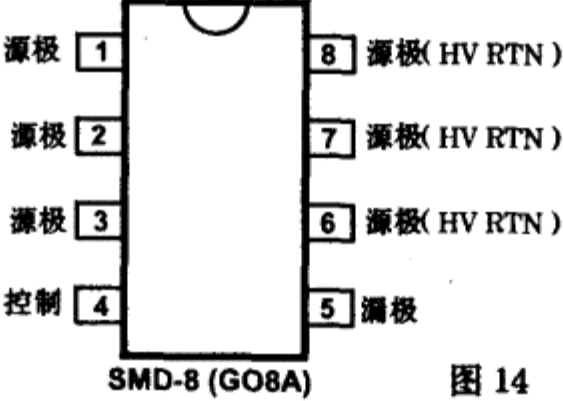 源极 1 8 源极( HV RTN )
源极 2 7 源极( HV RTN )
源极 3 6 源极( HV RTN )
控制 4 5 漏极
SMD-8 (GO8A) 图 14